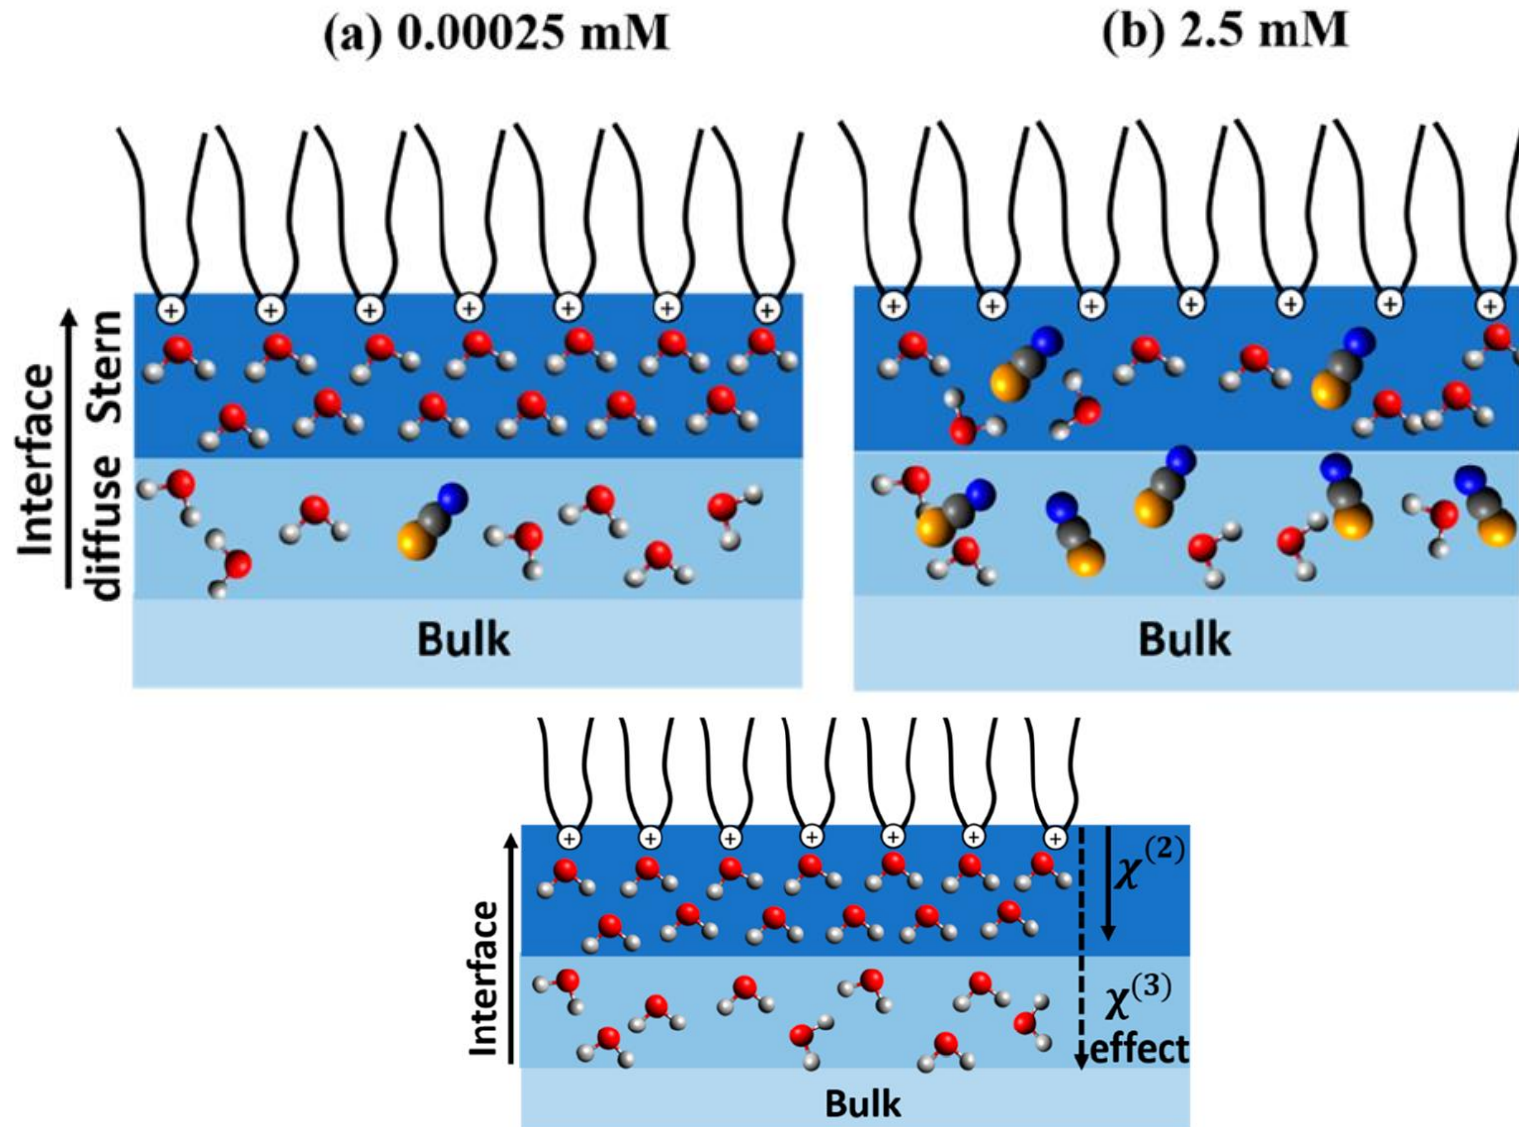 (a) 0.00025 mM
(b) 2.5 mM
+ + + + + + +
+ + + + + + +
Interface
Stern
diffuse
Bulk
Bulk
+ + + + + + +
Interface
χ(2)
χ(3)
effect
Bulk